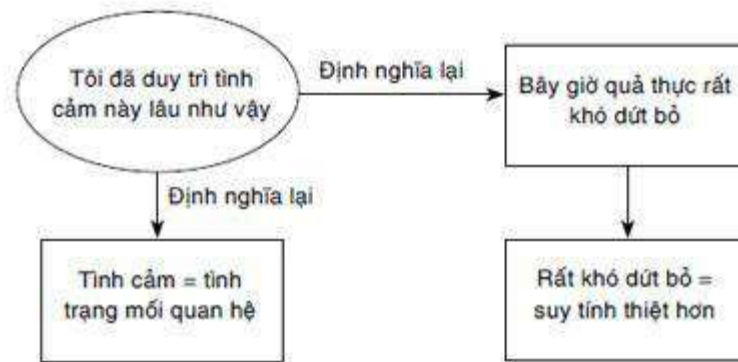 Tôi đã duy trì tình
cảm này lâu như vậy
Định nghĩa lại
Bây giờ quả thực rất
khó dứt bỏ
Định nghĩa lại
Tình cảm = tình
trạng mối quan hệ
Rất khó dứt bỏ =
suy tính thiệt hơn